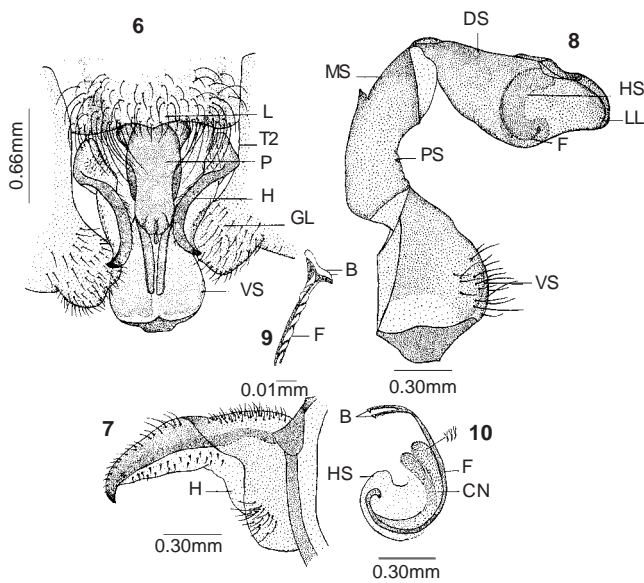 6
L
T2
P
H
GL
VS
0.66mm
DS
8
MS
HS
LL
F
PS
VS
0.30mm
B
9
F
0.01mm
7
H
0.30mm
B
10
HS
F
CN
0.30mm